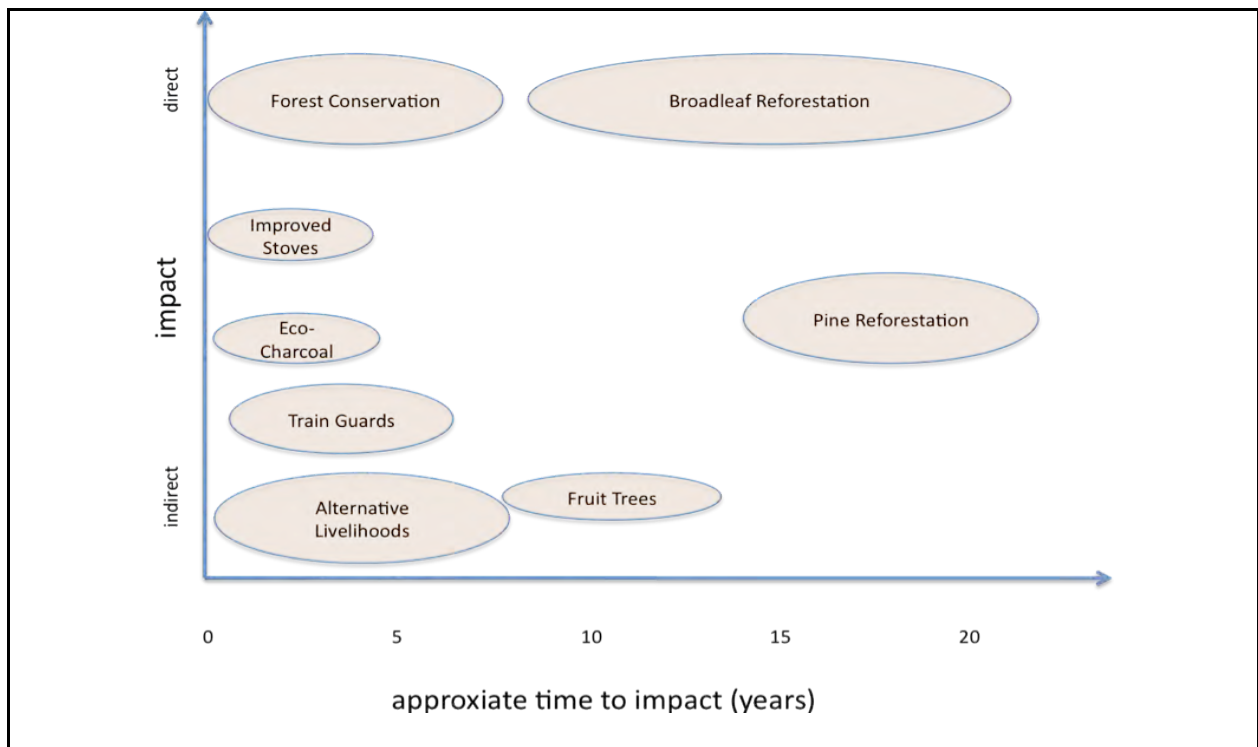 direct
Forest Conservation
Broadleaf Reforestation
Improved
Stoves
impact
Pine Reforestation
Eco-
Charcoal
Train Guards
indirect
Alternative
Livelihoods
Fruit Trees
0 5 10 15 20
approxiate time to impact (years)